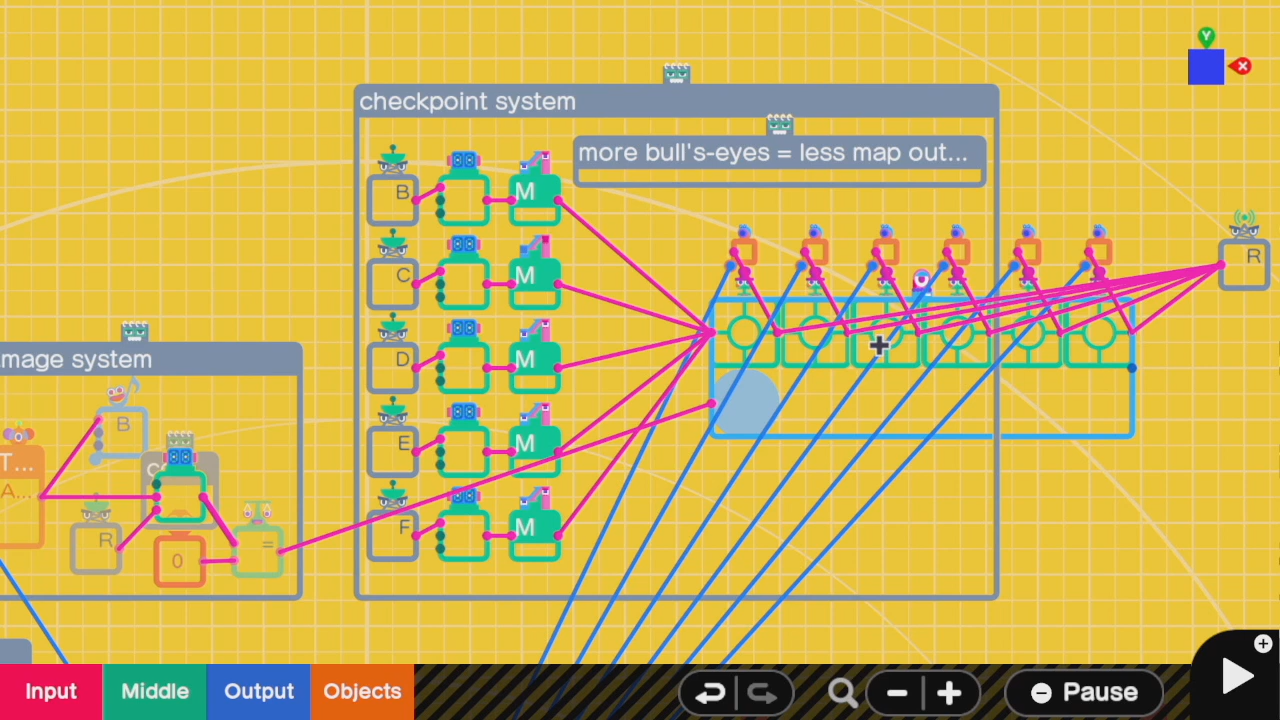 Y
checkpoint system
more bull's-eyes = less map out...
B M
C M
R
D M
mage system
B
E M
T...
C
A...
F M
R
=
0
Input
Middle
Output
Objects
Pause